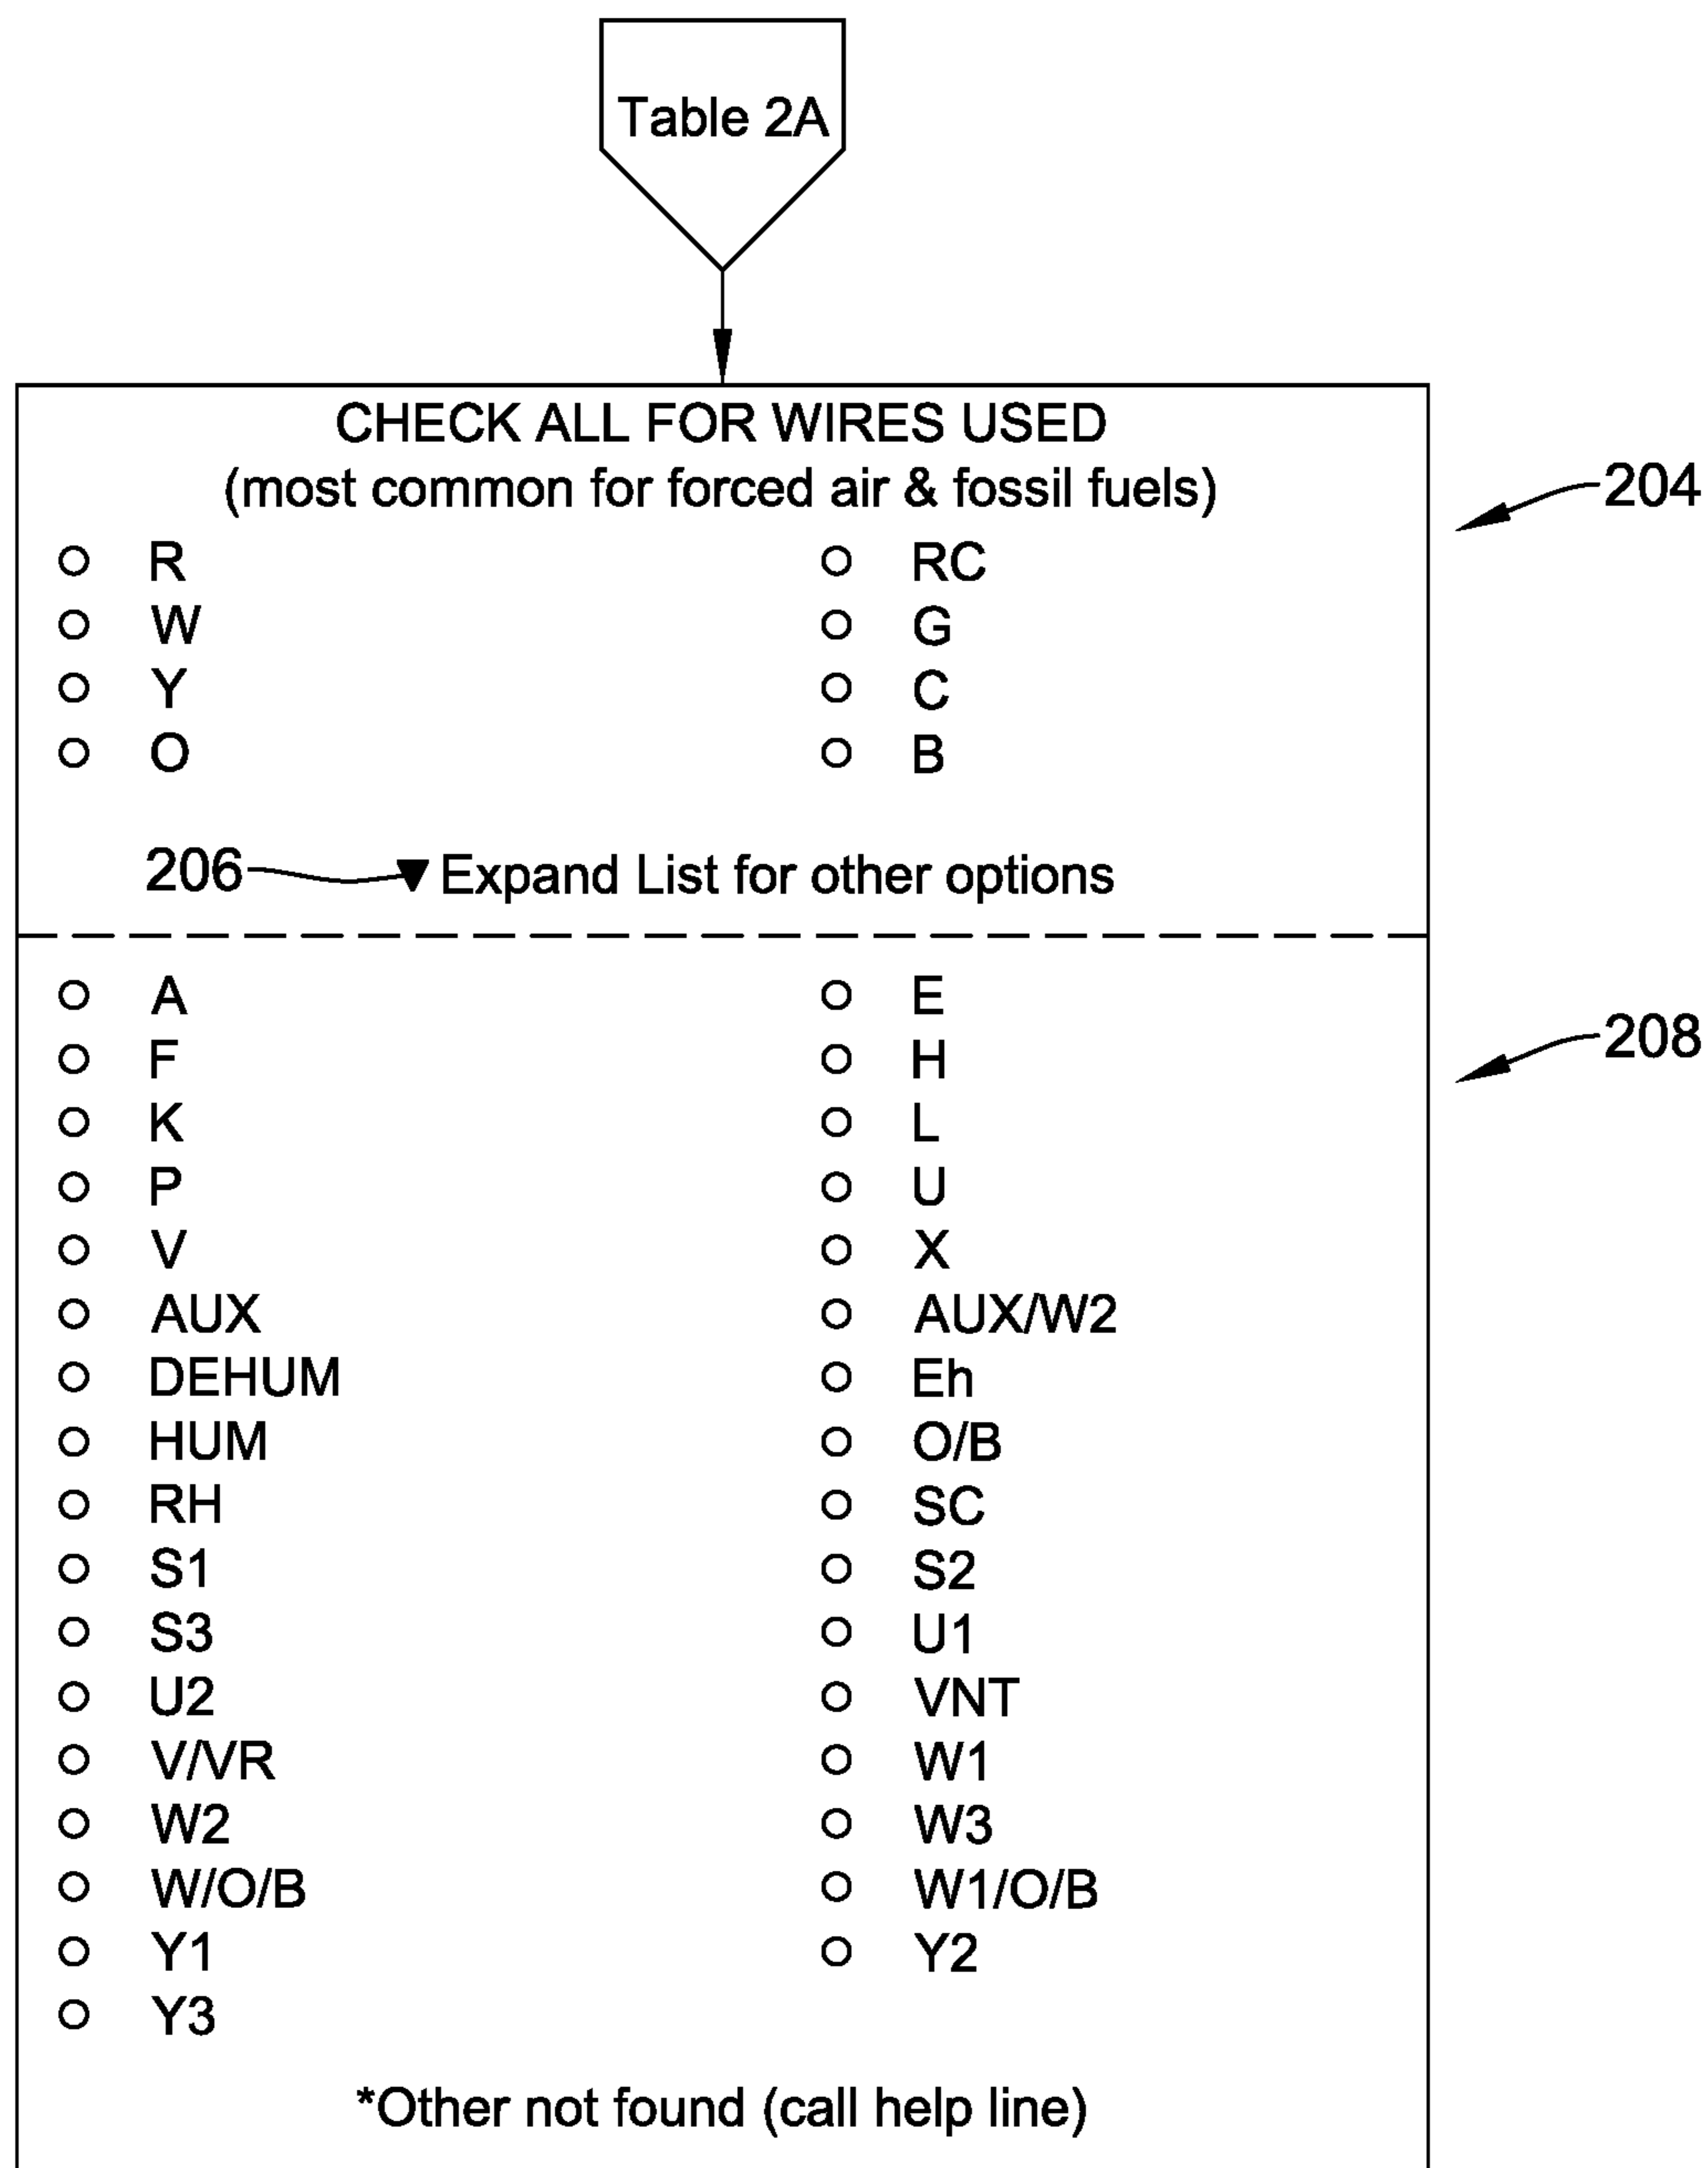 Table 2A
CHECK ALL FOR WIRES USED
(most common for forced air & fossil fuels)
204
R RC
W G
Y C
O B
206 Expand List for other options
A E
208
F H
K L
P U
V X
AUX AUX/W2
DEHUM Eh
HUM O/B
RH SC
S1 S2
S3 U1
U2 VNT
V/VR W1
W2 W3
W/O/B W1/O/B
Y1 Y2
Y3
*Other not found (call help line)